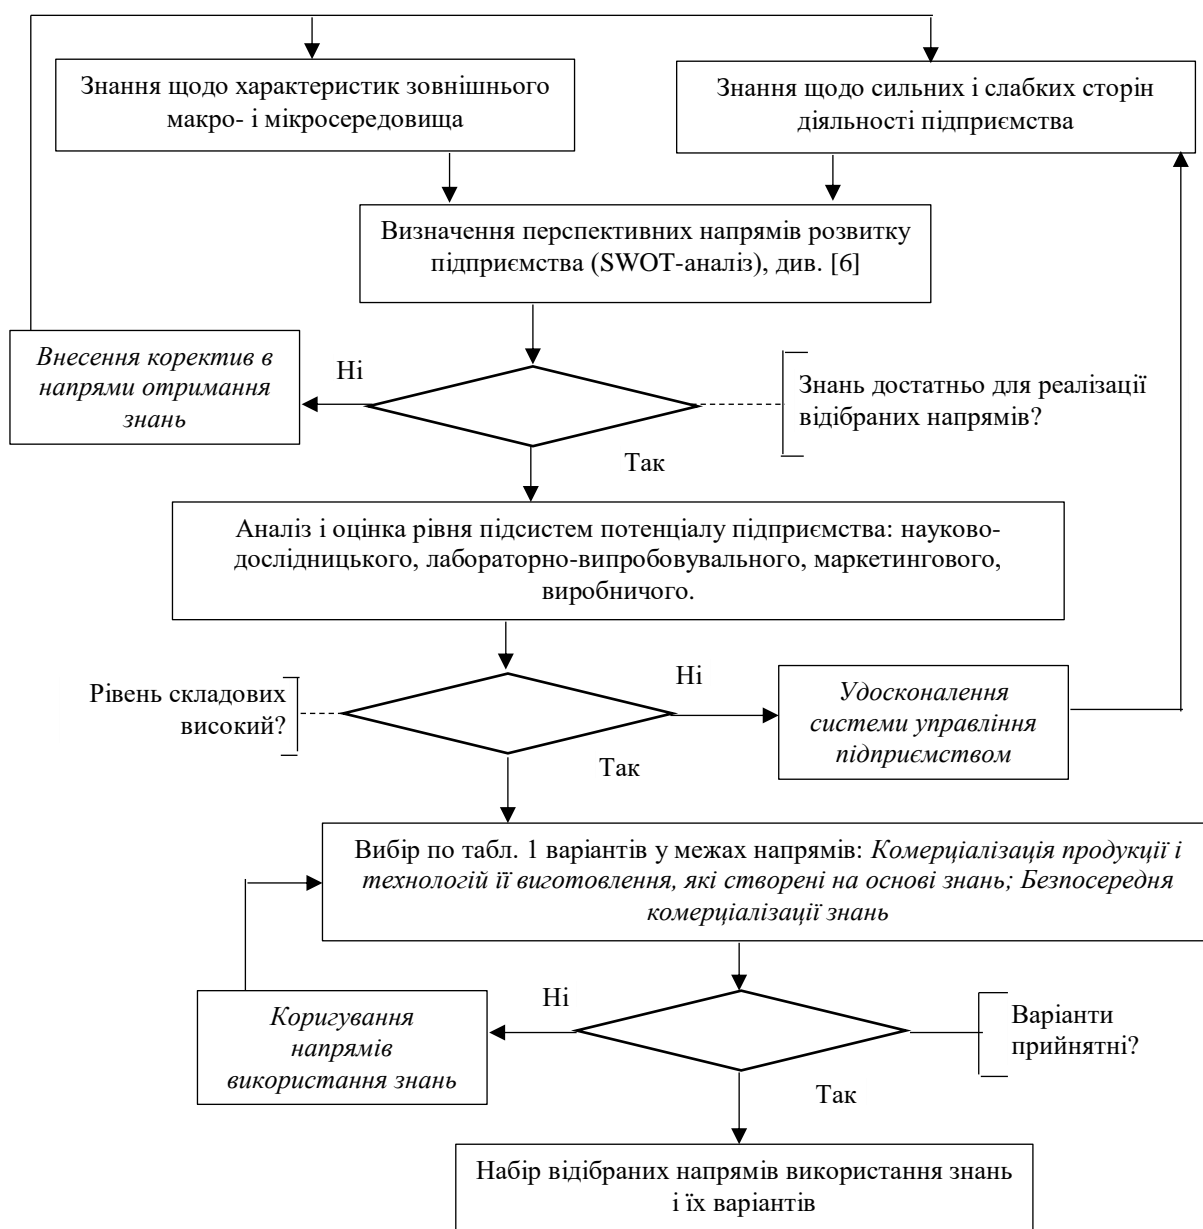 Знання щодо характеристик зовнішнього
макро- і мікросередовища
Знання щодо сильних і слабких сторін
діяльності підприємства
Визначення перспективних напрямів розвитку
підприємства (SWOT-аналіз), див. [6]
Внесення коректив в
напрями отримання
знань
Ні
Знань достатньо для реалізації
відібраних напрямів?
Так
Аналіз і оцінка рівня підсистем потенціалу підприємства: науково-
дослідницького, лабораторно-випробовувального, маркетингового,
виробничого.
Рівень складових
високий?
Ні
Удосконалення
системи управління
підприємством
Так
Вибір по табл. 1 варіантів у межах напрямів: Комерціалізація продукції і
технологій її виготовлення, які створені на основі знань; Безпосередня
комерціалізації знань
Коригування
напрямів
використання знань
Ні
Варіанти
прийнятні?
Так
Набір відібраних напрямів використання знань
і їх варіантів